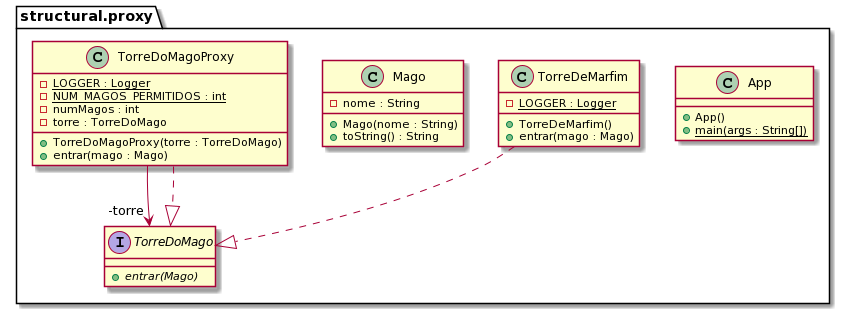 structural.proxy
C TorreDoMagoProxy
LOGGER : Logger
NUM_MAGOS_PERMITIDOS : int
numMagos : int
torre : TorreDoMago
TorreDoMagoProxy(torre : TorreDoMago)
entrar(mago : Mago)
C Mago
nome : String
Mago(nome : String)
toString() : String
C TorreDeMarfim
LOGGER : Logger
TorreDeMarfim()
entrar(mago : Mago)
C App
App()
main(args : String[])
-torre
I TorreDoMago
entrar(Mago)